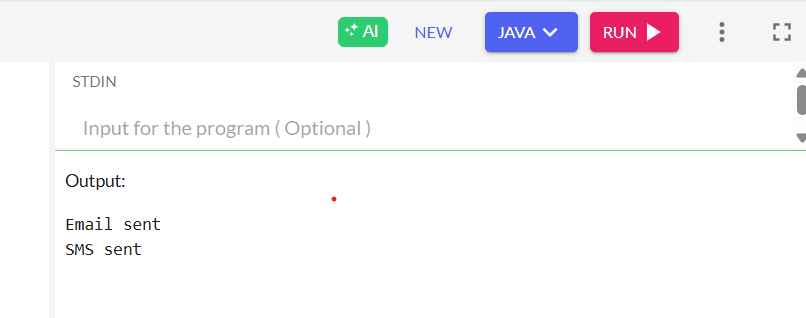 AI NEW JAVA RUN
STDIN
Input for the program ( Optional )
Output:
Email sent
SMS sent